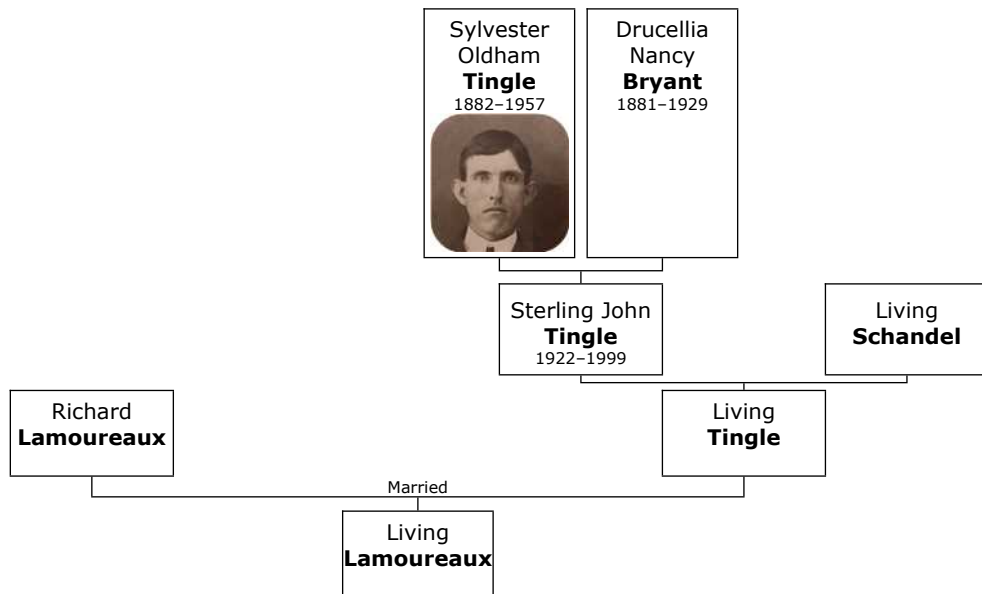 Sylvester
Oldham
Tingle
1882–1957
Drucellia
Nancy
Bryant
1881–1929
Sterling John
Tingle
1922–1999
Living
Schandel
Richard
Lamoureaux
Living
Tingle
Married
Living
Lamoureaux